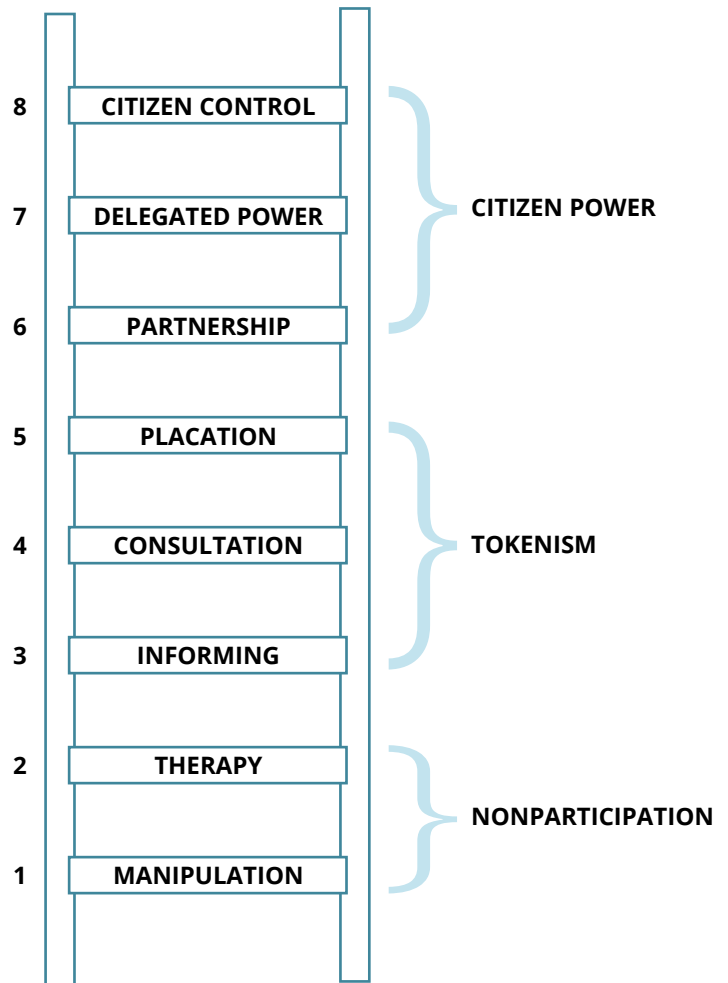 8 CITIZEN CONTROL
7 DELEGATED POWER
CITIZEN POWER
6 PARTNERSHIP
5 PLACATION
4 CONSULTATION
TOKENISM
3 INFORMING
2 THERAPY
NONPARTICIPATION
1 MANIPULATION